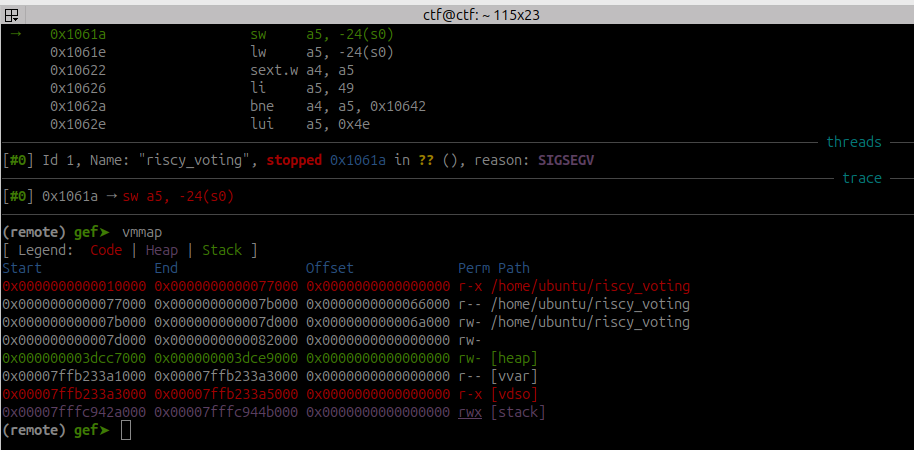 ctf@ctf: ~ 115x23
→ 0x1061a sw a5, -24(s0)
0x1061e lw a5, -24(s0)
0x10622 sext.w a4, a5
0x10626 li a5, 49
0x1062a bne a4, a5, 0x10642
0x1062e lui a5, 0x4e
threads
[#0] Id 1, Name: "riscy_voting", stopped 0x1061a in ?? (), reason: SIGSEGV
trace
[#0] 0x1061a → sw a5, -24(s0)
(remote) gef➤ vmmap
[ Legend: Code | Heap | Stack ]
Start End Offset Perm Path
0x0000000000010000 0x0000000000077000 0x0000000000000000 r-x /home/ubuntu/riscy_voting
0x0000000000077000 0x000000000007b000 0x0000000000066000 r-- /home/ubuntu/riscy_voting
0x000000000007b000 0x000000000007d000 0x000000000006a000 rw- /home/ubuntu/riscy_voting
0x000000000007d000 0x0000000000082000 0x0000000000000000 rw-
0x000000003dcc7000 0x000000003dce9000 0x0000000000000000 rw- [heap]
0x00007ffb233a1000 0x00007ffb233a3000 0x0000000000000000 r-- [vvar]
0x00007ffb233a3000 0x00007ffb233a5000 0x0000000000000000 r-x [vdso]
0x00007fffc942a000 0x00007fffc944b000 0x0000000000000000 rwx [stack]
(remote) gef➤